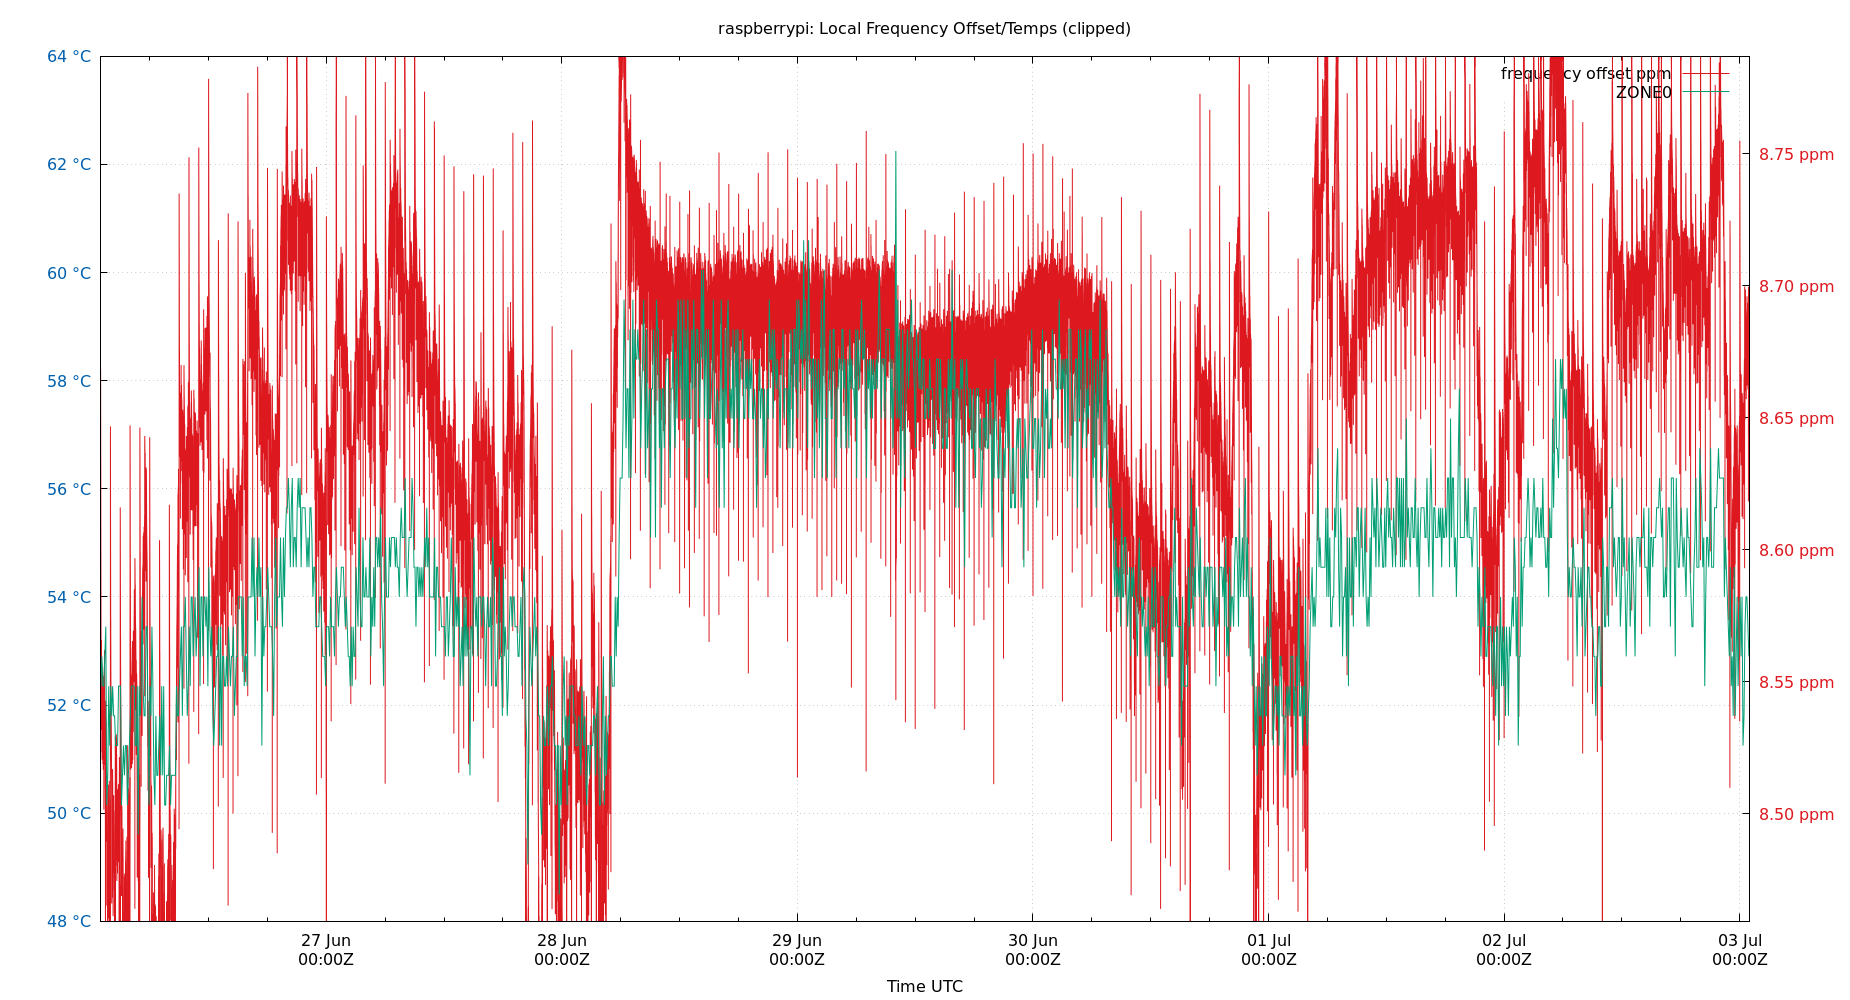 raspberrypi: Local Frequency Offset/Temps (clipped)
64 °C
62 °C
60 °C
58 °C
56 °C
54 °C
52 °C
50 °C
48 °C
frequency offset ppm
ZONE0
8.75 ppm
8.70 ppm
8.65 ppm
8.60 ppm
8.55 ppm
8.50 ppm
27 Jun
00:00Z
28 Jun
00:00Z
29 Jun
00:00Z
30 Jun
00:00Z
01 Jul
00:00Z
02 Jul
00:00Z
03 Jul
00:00Z
Time UTC